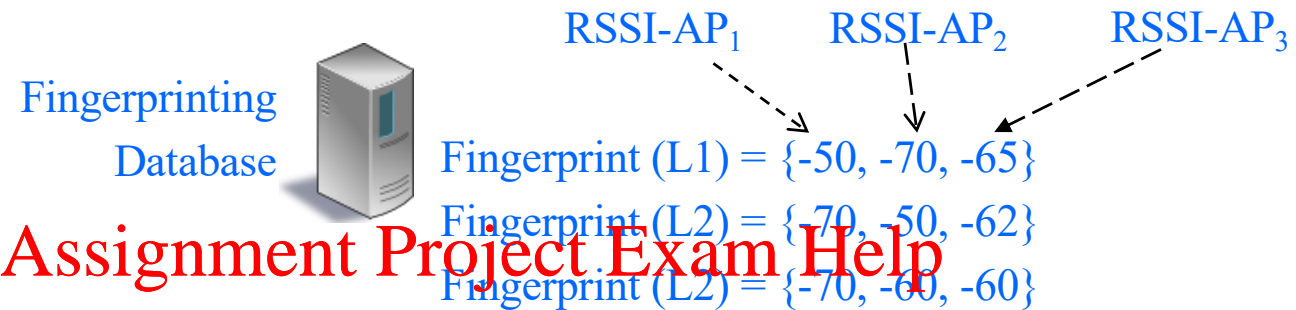 RSSI-AP1 RSSI-AP2 RSSI-AP3
Fingerprinting
Database
Fingerprint (L1) = {-50, -70, -65}
Fingerprint (L2) = {-70, -50, -62}
Assignment Project Exam Help
Fingerprint (L2) = {-70, -60, -60}